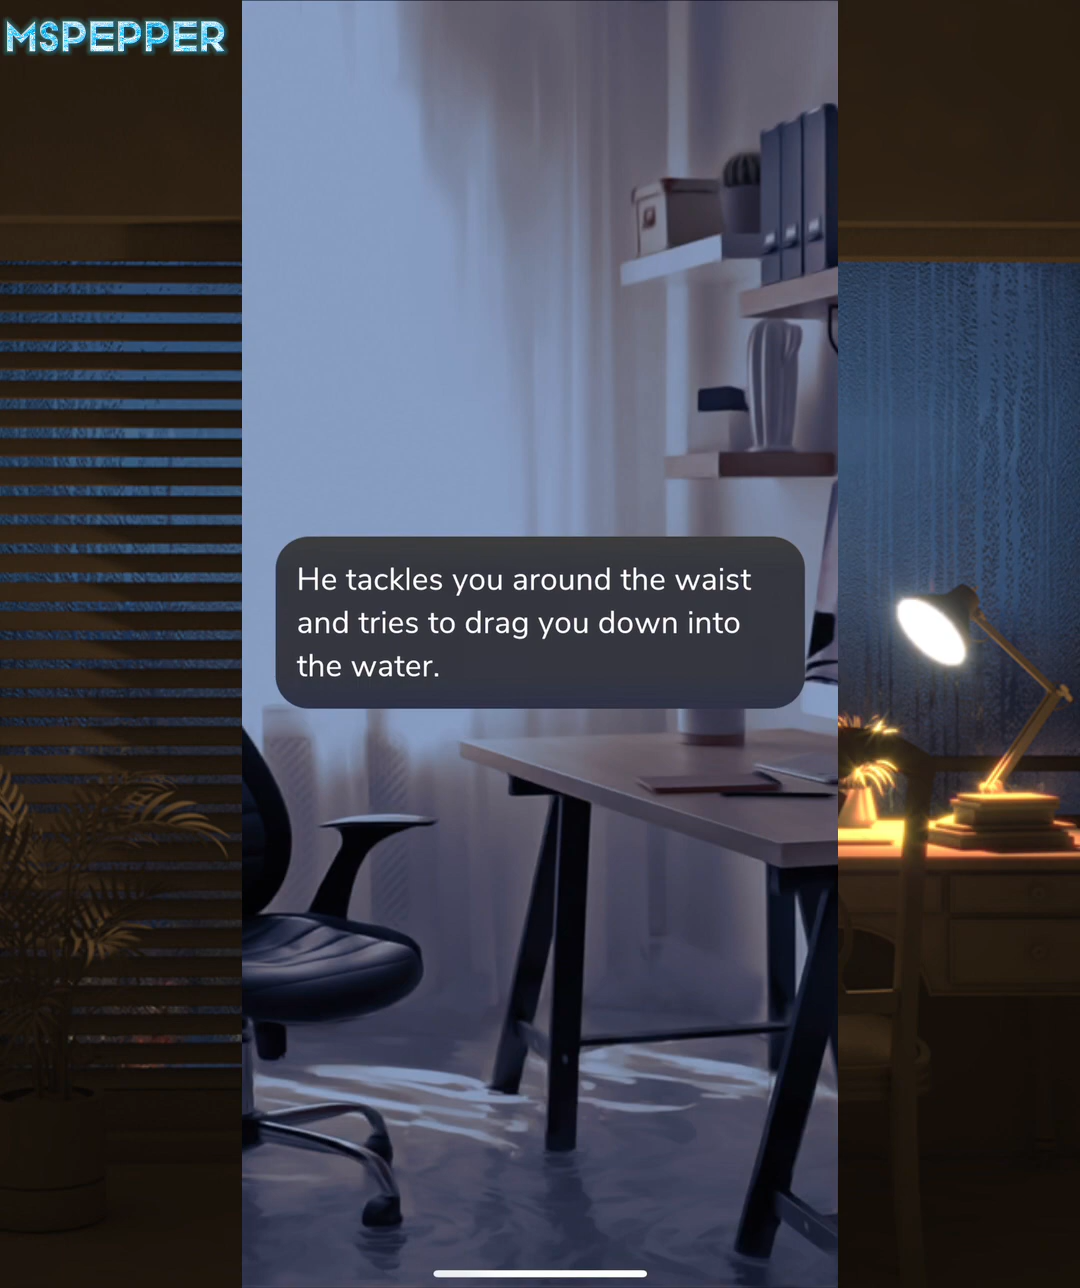 MSPEPPER
He tackles you around the waist
and tries to drag you down into
the water.